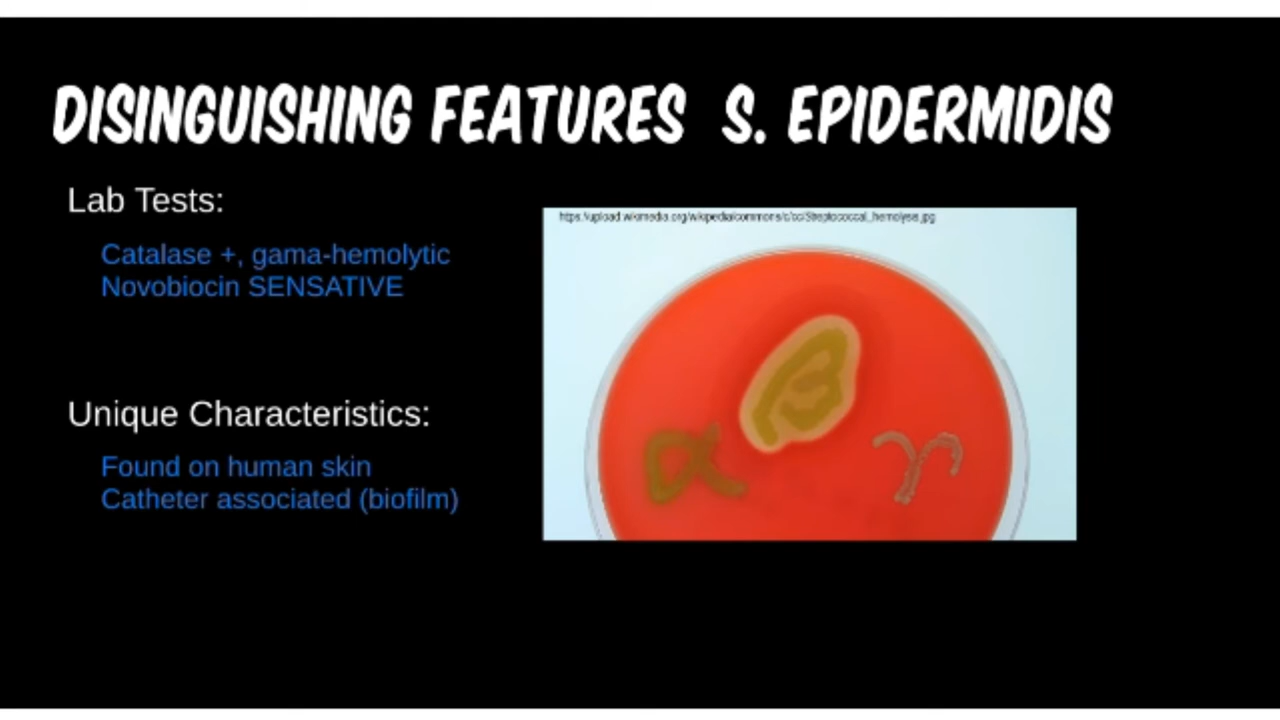 DISINGUISHING FEATURES S. EPIDERMIDIS
Lab Tests:
Catalase +, gama-hemolytic
Novobiocin SENSATIVE
Unique Characteristics:
Found on human skin
Catheter associated (biofilm)
https://upload.wikimedia.org/wikipedia/commons/c/cc/Streptococcal_hemolysis.jpg
β
α
γ